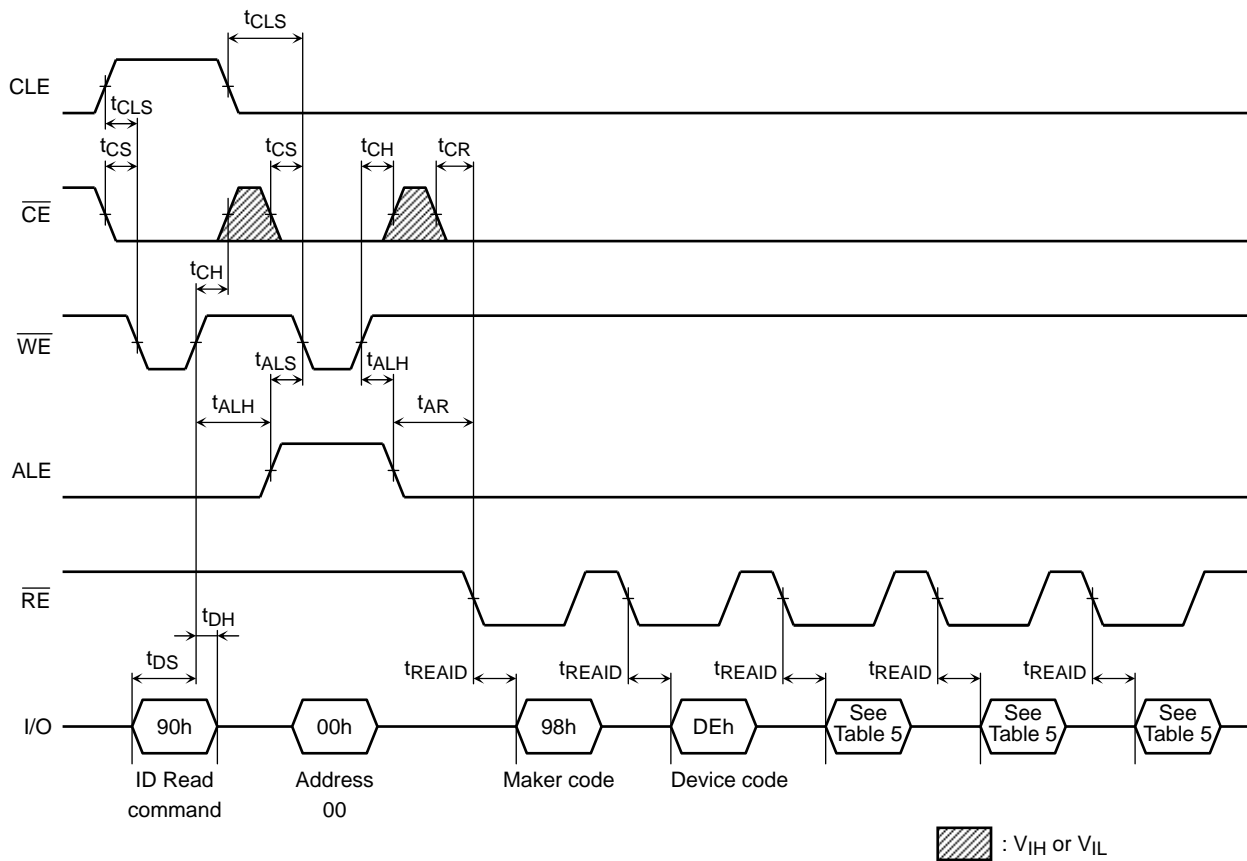 tCLS
CLE
tCLS
tCS
tCS
tCH
tCR
CE
tCH
WE
tALS
tALH
tALH
tAR
ALE
RE
tDH
tDS
tREAID
tREAID
tREAID
tREAID
tREAID
I/O
90h
00h
98h
DEh
See
Table 5
See
Table 5
See
Table 5
ID Read
command
Address
00
Maker code
Device code
: VIH or VIL